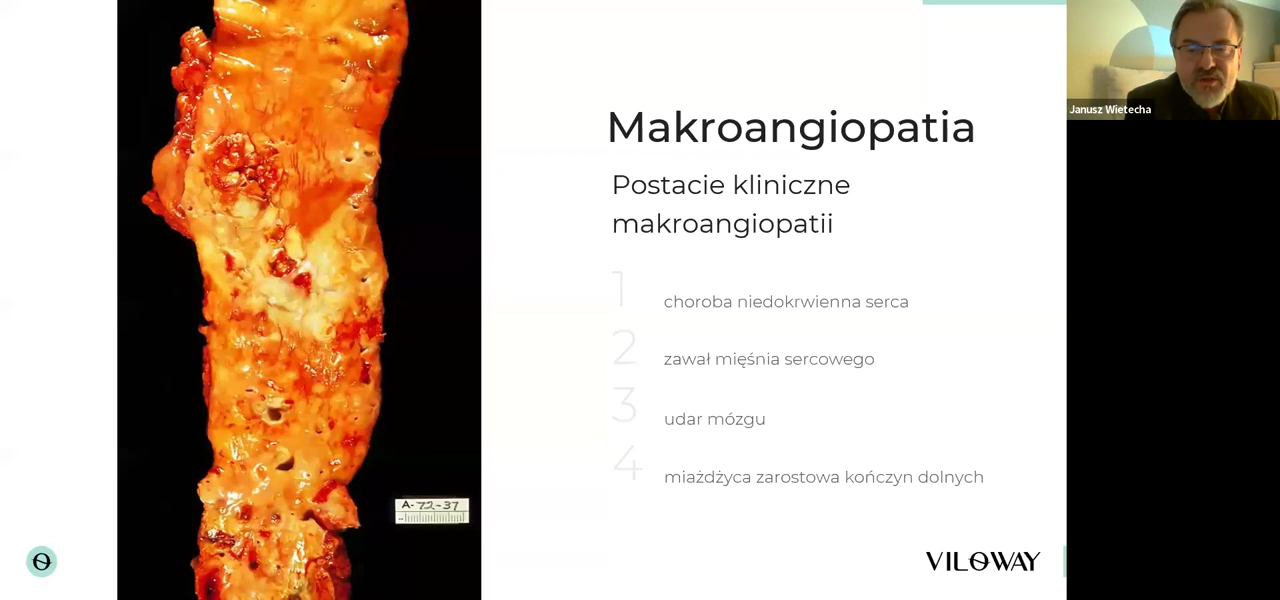 Makroangiopatia
Postacie kliniczne
makroangiopatii
1 choroba niedokrwienna serca
2 zawał mięśnia sercowego
3 udar mózgu
4 miażdżyca zarostowa kończyn dolnych
A-72-37
VILOWAY
Janusz Wietecha